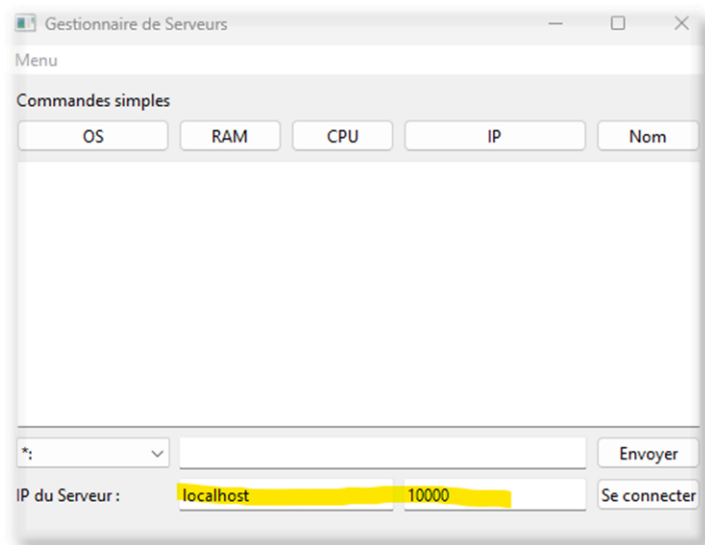 Gestionnaire de Serveurs
Menu
Commandes simples
OS RAM CPU IP Nom
*: Envoyer
IP du Serveur : localhost 10000 Se connecter